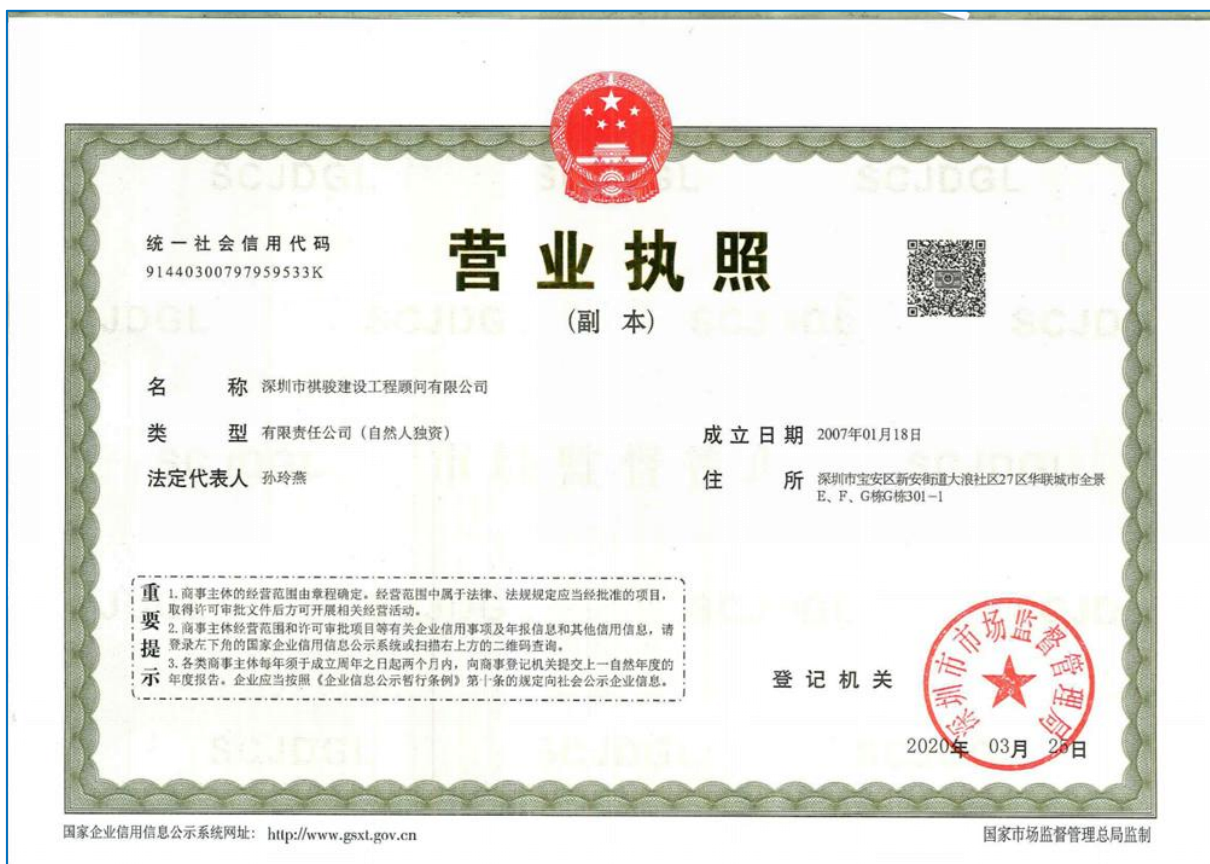 统一社会信用代码
91440300797959533K
营业执照
(副 本)
名 称 深圳市祺骏建设工程顾问有限公司
类 型 有限责任公司（自然人独资）
法定代表人 孙玲燕
成立日期 2007年01月18日
住 所 深圳市宝安区新安街道大浪社区27区华联城市全景
E、F、G栋G栋301-1
重要提示
1.商事主体的经营范围由章程确定。经营范围中属于法律、法规规定应当经批准的项目，
取得许可审批文件后方可开展相关经营活动。
2.商事主体经营范围和许可审批项目等有关企业信用事项及年报信息和其他信用信息，请
登录左下角的国家企业信用信息公示系统或扫描右上方的二维码查询。
3.各类商事主体每年须于成立周年之日起两个月内，向商事登记机关提交上一自然年度的
年度报告。企业应当按照《企业信息公示暂行条例》第十条的规定向社会公示企业信息。
登记机关
深圳市市场监督管理局
2020年 03月 26日
国家企业信用信息公示系统网址： http://www.gsxt.gov.cn
国家市场监督管理总局监制
SCJDGL